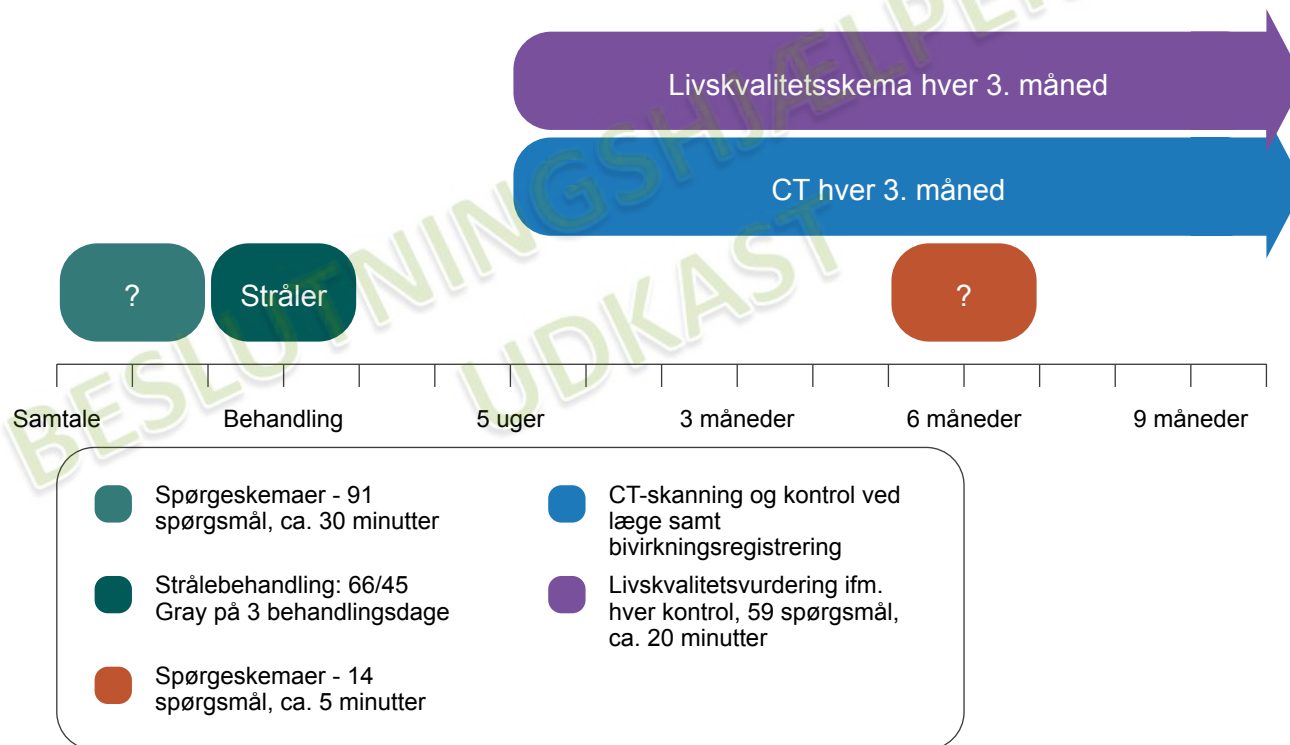 Livskvalitetsskema hver 3. måned
CT hver 3. måned
?
Stråler
?
Samtale
Behandling
5 uger
3 måneder
6 måneder
9 måneder
Spørgeskemaer - 91
spørgsmål, ca. 30 minutter
Strålebehandling: 66/45
Gray på 3 behandlingsdage
Spørgeskemaer - 14
spørgsmål, ca. 5 minutter
CT-skanning og kontrol ved
læge samt
bivirkningsregistrering
Livskvalitetsvurdering ifm.
hver kontrol, 59 spørgsmål,
ca. 20 minutter
BESLUTNINGSHJÆLPER
UDKAST